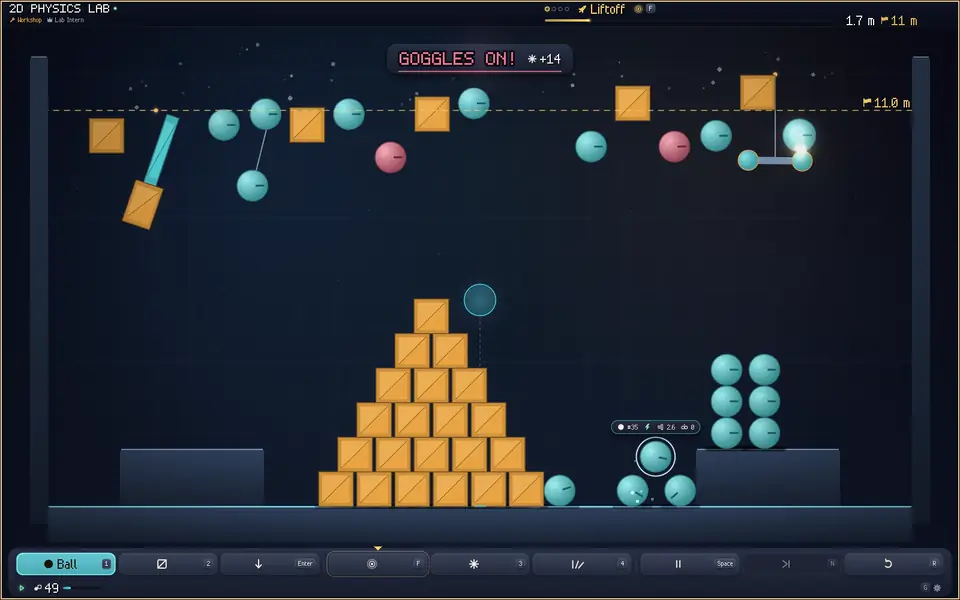 2D PHYSICS LAB
Workshop Lab Intern
Liftoff F
1.7 m 11 m
GOGGLES ON! +14
11.0 m
#35 2.6 0
Ball 1 2 Enter F 3 4 Space N R
49 G